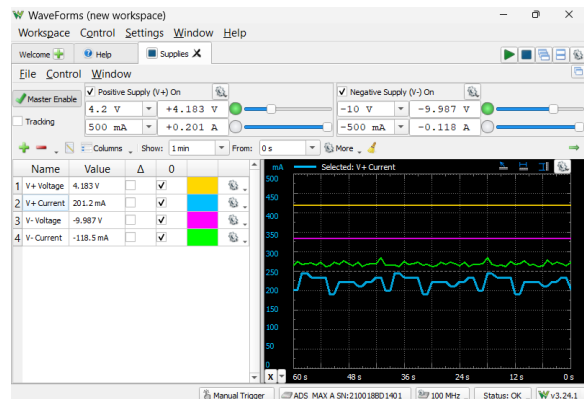 WaveForms (new workspace)
Workspace Control Settings Window Help
Welcome Help Supplies
File Control Window
Master Enable
Tracking
Positive Supply (V+) On
4.2 V +4.183 V
500 mA +0.201 A
Negative Supply (V-) On
-10 V -9.987 V
-500 mA -0.118 A
Columns Show: 1 min From: 0 s More
Name Value Δ 0
1 V+ Voltage 4.183 V
2 V+ Current 201.2 mA
3 V- Voltage -9.987 V
4 V- Current -118.5 mA
mA Selected: V+ Current
500
450
400
350
300
250
200
150
100
50
0
X 60 s 48 s 36 s 24 s 12 s 0 s
Manual Trigger ADS MAX A SN:210018BD1401 100 MHz Status: OK W v3.24.1